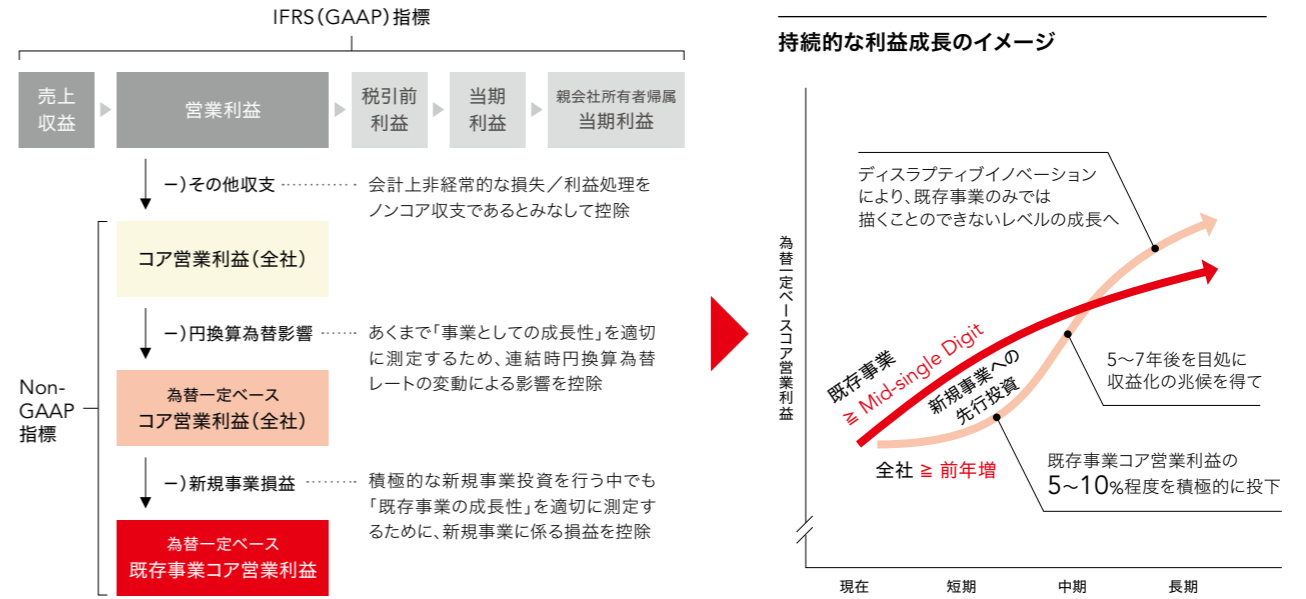 IFRS（GAAP）指標
売上
収益
営業利益
税引前
利益
当期
利益
親会社所有者帰属
当期利益
－）その他収支
会計上非経常的な損失／利益処理を
ノンコア収支であるとみなして控除
コア営業利益（全社）
－）円換算為替影響
あくまで「事業としての成長性」を適切
に測定するため、連結時円換算為替
レートの変動による影響を控除
Non-
GAAP
指標
為替一定ベース
コア営業利益（全社）
－）新規事業損益
積極的な新規事業投資を行う中でも
「既存事業の成長性」を適切に測定す
るために、新規事業に係る損益を控除
為替一定ベース
既存事業コア営業利益
持続的な利益成長のイメージ
為替一定ベースコア営業利益
ディスラプティブイノベーション
により、既存事業のみでは
描くことのできないレベルの成長へ
既存事業
≧ Mid-single Digit
新規事業への
先行投資
5～7年後を目処に
収益化の兆候を得て
全社 ≧ 前年増
既存事業コア営業利益の
5～10%程度を積極的に投下
現在
短期
中期
長期